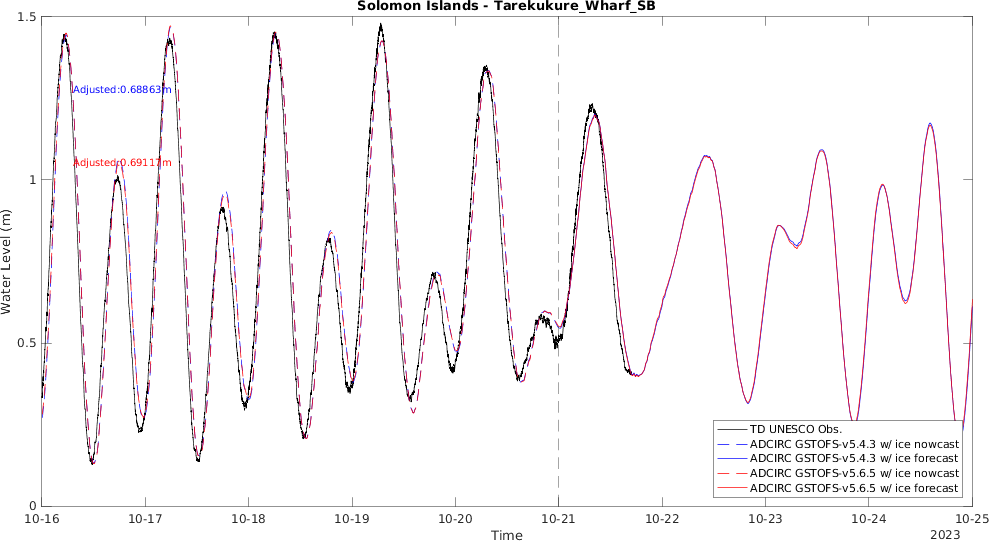 Solomon Islands - Tarekukure_Wharf_SB
1.5
Adjusted:0.68863m
Adjusted:0.69117m
1
Water Level (m)
0.5
TD UNESCO Obs.
ADCIRC GSTOFS-v5.4.3 w/ ice nowcast
ADCIRC GSTOFS-v5.4.3 w/ ice forecast
ADCIRC GSTOFS-v5.6.5 w/ ice nowcast
ADCIRC GSTOFS-v5.6.5 w/ ice forecast
0
10-16 10-17 10-18 10-19 10-20 10-21 10-22 10-23 10-24 10-25
Time
2023